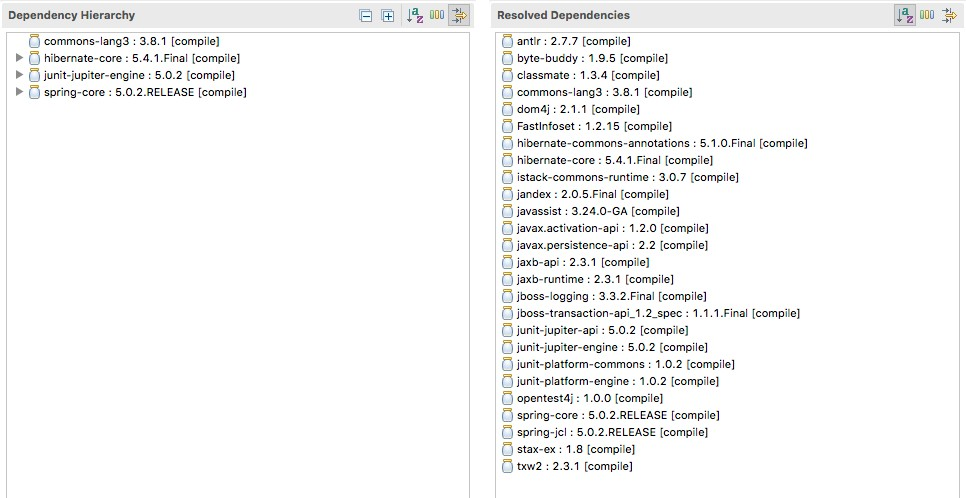 Dependency Hierarchy
commons-lang3 : 3.8.1 [compile]
hibernate-core : 5.4.1.Final [compile]
junit-jupiter-engine : 5.0.2 [compile]
spring-core : 5.0.2.RELEASE [compile]
Resolved Dependencies
antlr : 2.7.7 [compile]
byte-buddy : 1.9.5 [compile]
classmate : 1.3.4 [compile]
commons-lang3 : 3.8.1 [compile]
dom4j : 2.1.1 [compile]
FastInfoset : 1.2.15 [compile]
hibernate-commons-annotations : 5.1.0.Final [compile]
hibernate-core : 5.4.1.Final [compile]
istack-commons-runtime : 3.0.7 [compile]
jandex : 2.0.5.Final [compile]
javassist : 3.24.0-GA [compile]
javax.activation-api : 1.2.0 [compile]
javax.persistence-api : 2.2 [compile]
jaxb-api : 2.3.1 [compile]
jaxb-runtime : 2.3.1 [compile]
jboss-logging : 3.3.2.Final [compile]
jboss-transaction-api_1.2_spec : 1.1.1.Final [compile]
junit-jupiter-api : 5.0.2 [compile]
junit-jupiter-engine : 5.0.2 [compile]
junit-platform-commons : 1.0.2 [compile]
junit-platform-engine : 1.0.2 [compile]
opentest4j : 1.0.0 [compile]
spring-core : 5.0.2.RELEASE [compile]
spring-jcl : 5.0.2.RELEASE [compile]
stax-ex : 1.8 [compile]
txw2 : 2.3.1 [compile]